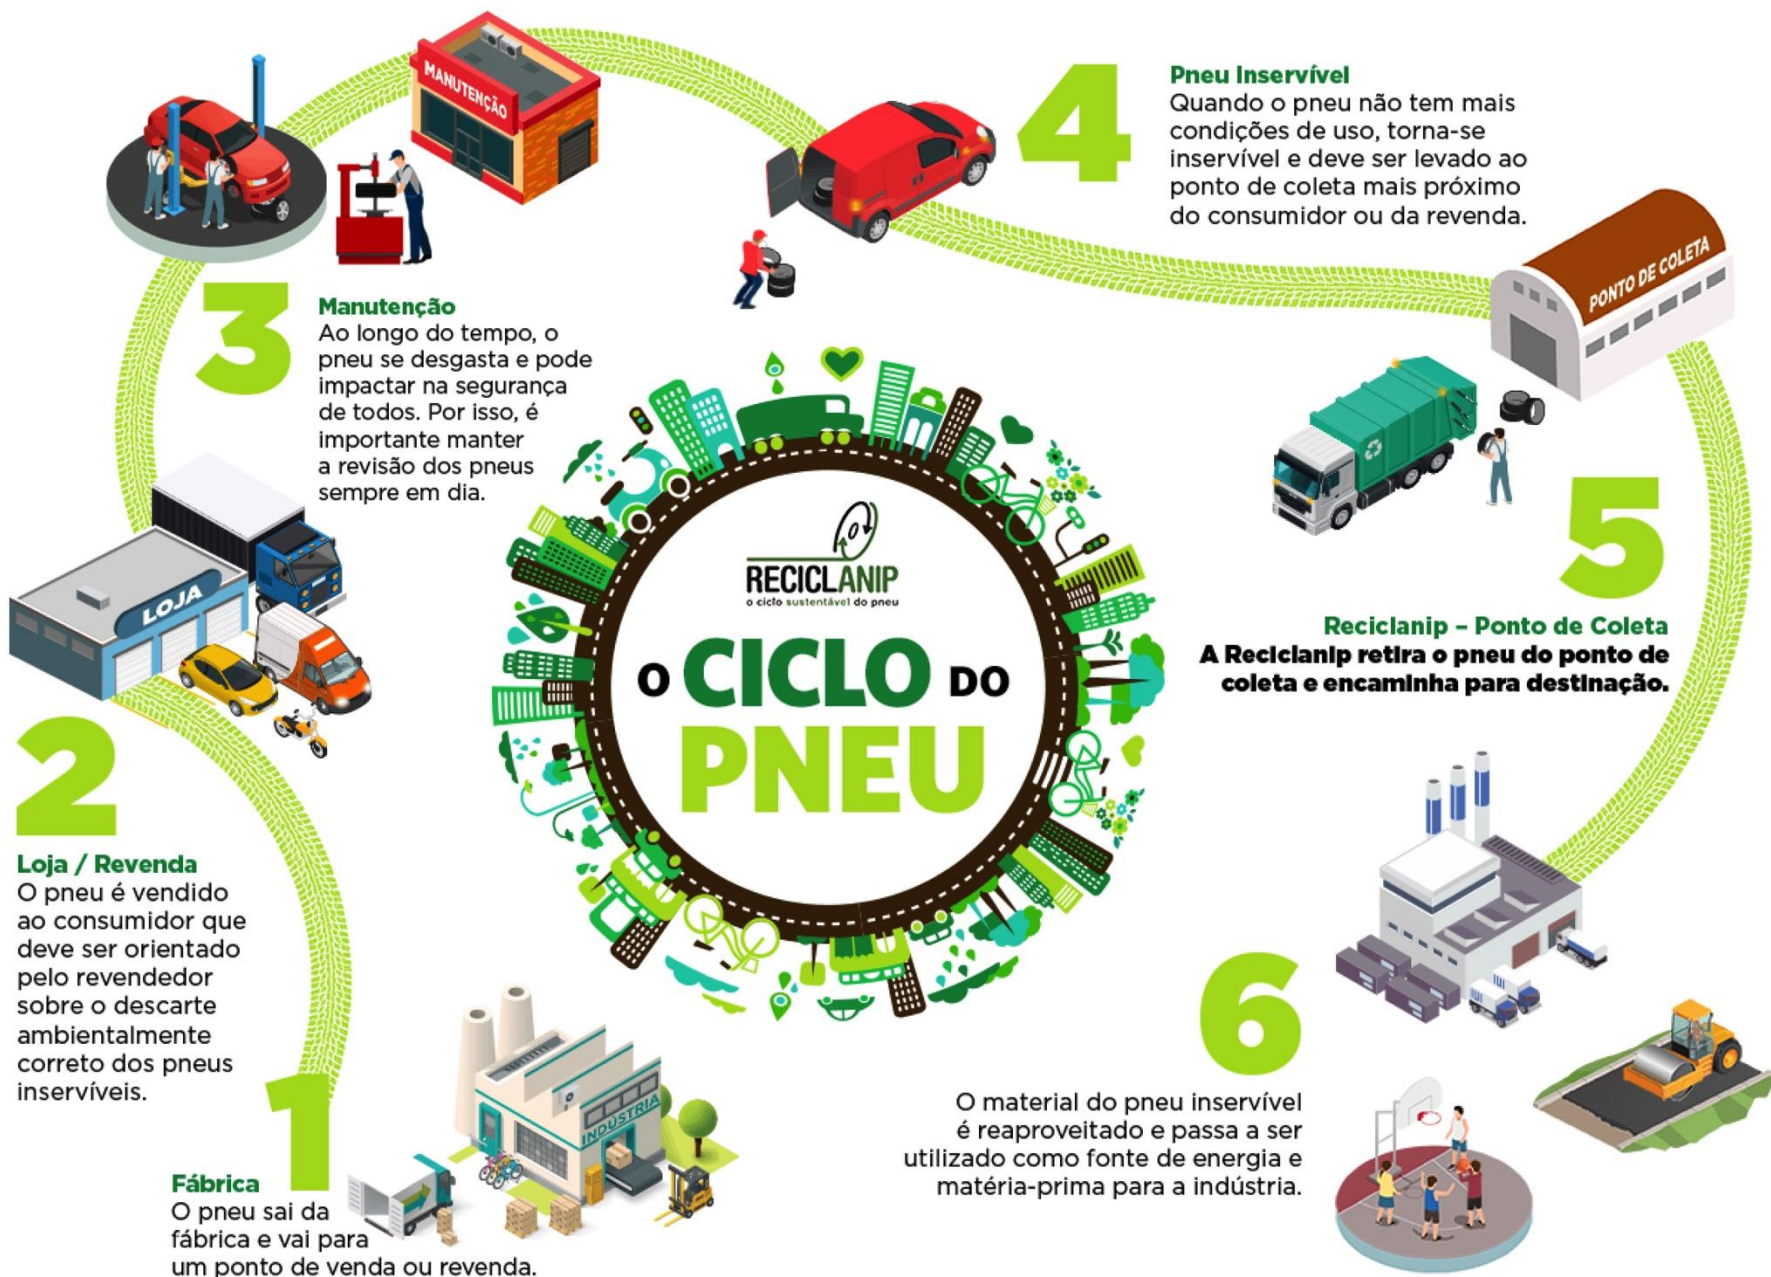 RECICLANIP
o ciclo sustentável do pneu
O CICLO DO
PNEU
1
Fábrica
O pneu sai da
fábrica e vai para
um ponto de venda ou revenda.
INDÚSTRIA
2
Loja / Revenda
O pneu é vendido
ao consumidor que
deve ser orientado
pelo revendedor
sobre o descarte
ambientalmente
correto dos pneus
inservíveis.
LOJA
3
Manutenção
Ao longo do tempo, o
pneu se desgasta e pode
impactar na segurança
de todos. Por isso, é
importante manter
a revisão dos pneus
sempre em dia.
MANUTENÇÃO
4
Pneu Inservível
Quando o pneu não tem mais
condições de uso, torna-se
inservível e deve ser levado ao
ponto de coleta mais próximo
do consumidor ou da revenda.
PONTO DE COLETA
5
Reciclanip – Ponto de Coleta
A Reciclanip retira o pneu do ponto de
coleta e encaminha para destinação.
6
O material do pneu inservível
é reaproveitado e passa a ser
utilizado como fonte de energia e
matéria-prima para a indústria.